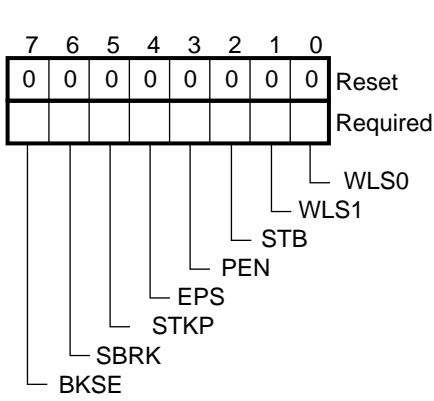 7 6 5 4 3 2 1 0
0 0 0 0 0 0 0 0 Reset
Required
WLS0
WLS1
STB
PEN
EPS
STKP
SBRK
BKSE